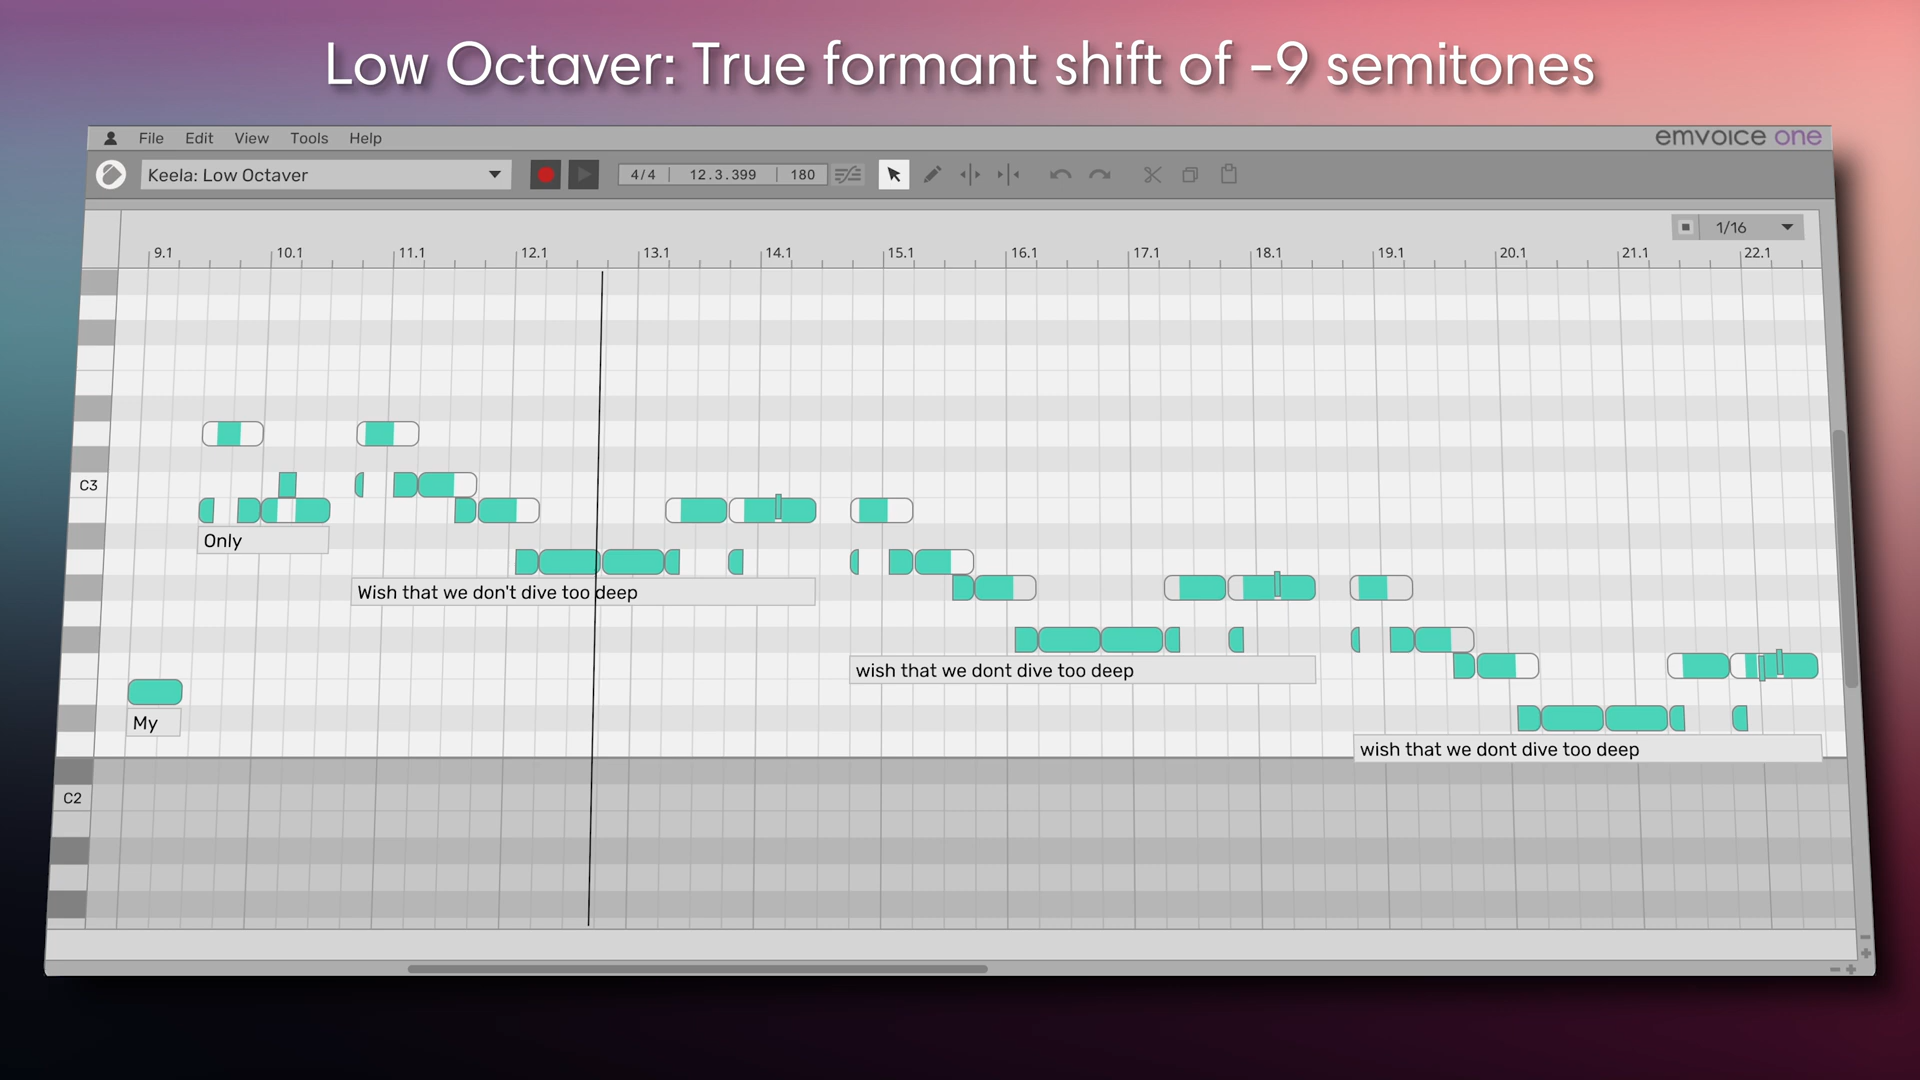 Low Octaver: True formant shift of -9 semitones
File Edit View Tools Help
emvoice one
Keela: Low Octaver
4/4 12.3.399 180
1/16
9.1 10.1 11.1 12.1 13.1 14.1 15.1 16.1 17.1 18.1 19.1 20.1 21.1 22.1
C3
Only
Wish that we don't dive too deep
wish that we dont dive too deep
My
wish that we dont dive too deep
C2